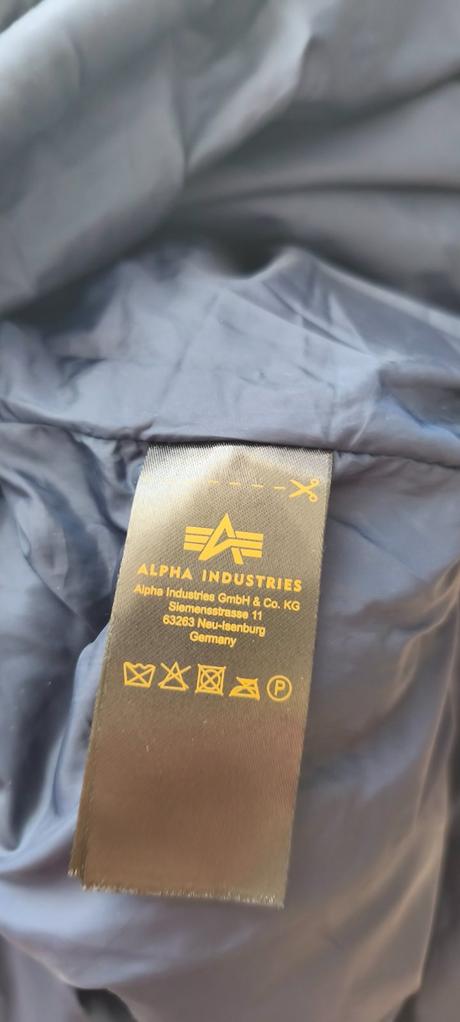 ALPHA INDUSTRIES
Alpha Industries GmbH & Co. KG
Siemensstrasse 11
63263 Neu-Isenburg
Germany
P